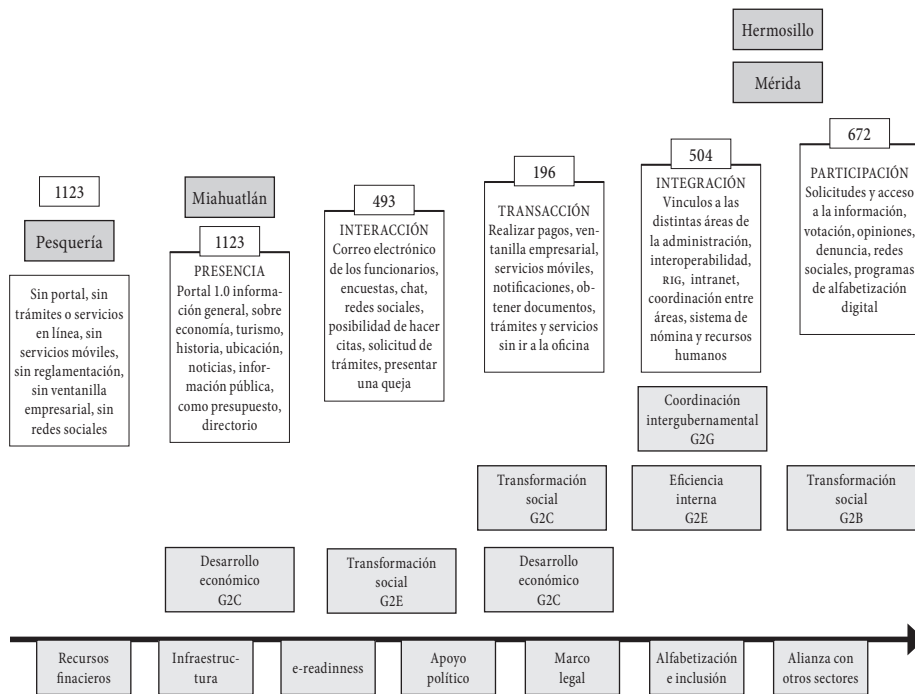 Hermosillo
Mérida
1123
Pesquería
Sin portal, sin
trámites o servicios
en línea, sin
servicios móviles,
sin reglamentación,
sin ventanilla
empresarial, sin
redes sociales
Miahuatlán
1123
PRESENCIA
Portal 1.0 informa-
ción general, sobre
economía, turismo,
historia, ubicación,
noticias, infor-
mación pública,
como presupuesto,
directorio
493
INTERACCIÓN
Correo electrónico
de los funcionarios,
encuestas, chat,
redes sociales,
posibilidad de hacer
citas, solicitud de
trámites, presentar
una queja
196
TRANSACCIÓN
Realizar pagos, ven-
tanilla empresarial,
servicios móviles,
notificaciones, ob-
tener documentos,
trámites y servicios
sin ir a la oficina
504
INTEGRACIÓN
Vinculos a las
distintas áreas de
la administración,
interoperabilidad,
RIG, intranet,
coordinación entre
áreas, sistema de
nómina y recursos
humanos
672
PARTICIPACIÓN
Solicitudes y acceso
a la información,
votación, opiniones,
denuncia, redes
sociales, programas
de alfabetización
digital
Coordinación
intergubernamental
G2G
Transformación
social
G2C
Eficiencia
interna
G2E
Transformación
social
G2B
Desarrollo
económico
G2C
Transformación
social
G2E
Desarrollo
económico
G2C
Recursos
finacieros
Infraestruc-
tura
e-readinness
Apoyo
político
Marco
legal
Alfabetización
e inclusión
Alianza con
otros sectores